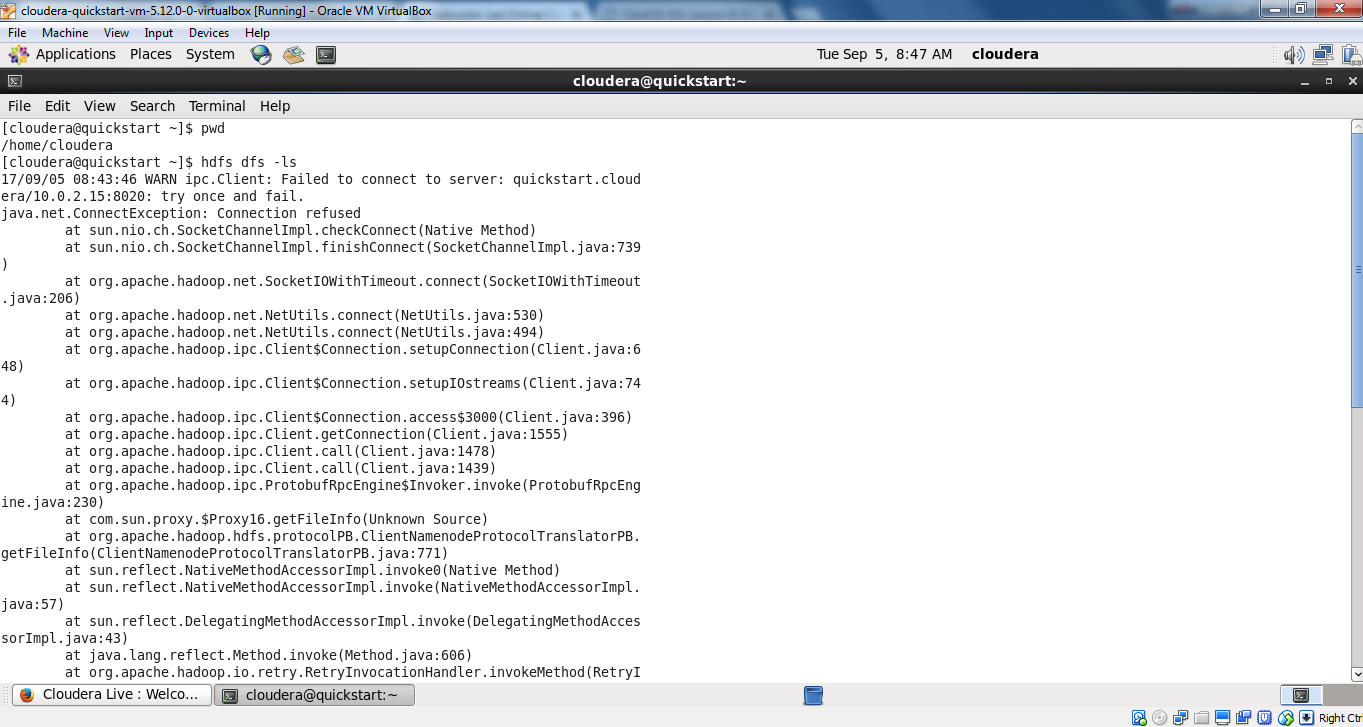 cloudera-quickstart-vm-5.12.0-0-virtualbox [Running] - Oracle VM VirtualBox
File Machine View Input Devices Help
Applications Places System Tue Sep 5, 8:47 AM cloudera
cloudera@quickstart:~
File Edit View Search Terminal Help
[cloudera@quickstart ~]$ pwd
/home/cloudera
[cloudera@quickstart ~]$ hdfs dfs -ls
17/09/05 08:43:46 WARN ipc.Client: Failed to connect to server: quickstart.cloud
era/10.0.2.15:8020: try once and fail.
java.net.ConnectException: Connection refused
at sun.nio.ch.SocketChannelImpl.checkConnect(Native Method)
at sun.nio.ch.SocketChannelImpl.finishConnect(SocketChannelImpl.java:739
)
at org.apache.hadoop.net.SocketIOWithTimeout.connect(SocketIOWithTimeout
.java:206)
at org.apache.hadoop.net.NetUtils.connect(NetUtils.java:530)
at org.apache.hadoop.net.NetUtils.connect(NetUtils.java:494)
at org.apache.hadoop.ipc.Client$Connection.setupConnection(Client.java:6
48)
at org.apache.hadoop.ipc.Client$Connection.setupIOstreams(Client.java:74
4)
at org.apache.hadoop.ipc.Client$Connection.access$3000(Client.java:396)
at org.apache.hadoop.ipc.Client.getConnection(Client.java:1555)
at org.apache.hadoop.ipc.Client.call(Client.java:1478)
at org.apache.hadoop.ipc.Client.call(Client.java:1439)
at org.apache.hadoop.ipc.ProtobufRpcEngine$Invoker.invoke(ProtobufRpcEng
ine.java:230)
at com.sun.proxy.$Proxy16.getFileInfo(Unknown Source)
at org.apache.hadoop.hdfs.protocolPB.ClientNamenodeProtocolTranslatorPB.
getFileInfo(ClientNamenodeProtocolTranslatorPB.java:771)
at sun.reflect.NativeMethodAccessorImpl.invoke0(Native Method)
at sun.reflect.NativeMethodAccessorImpl.invoke(NativeMethodAccessorImpl.
java:57)
at sun.reflect.DelegatingMethodAccessorImpl.invoke(DelegatingMethodAcces
sorImpl.java:43)
at java.lang.reflect.Method.invoke(Method.java:606)
at org.apache.hadoop.io.retry.RetryInvocationHandler.invokeMethod(RetryI
Cloudera Live : Welco... cloudera@quickstart:~
Right Ctrl